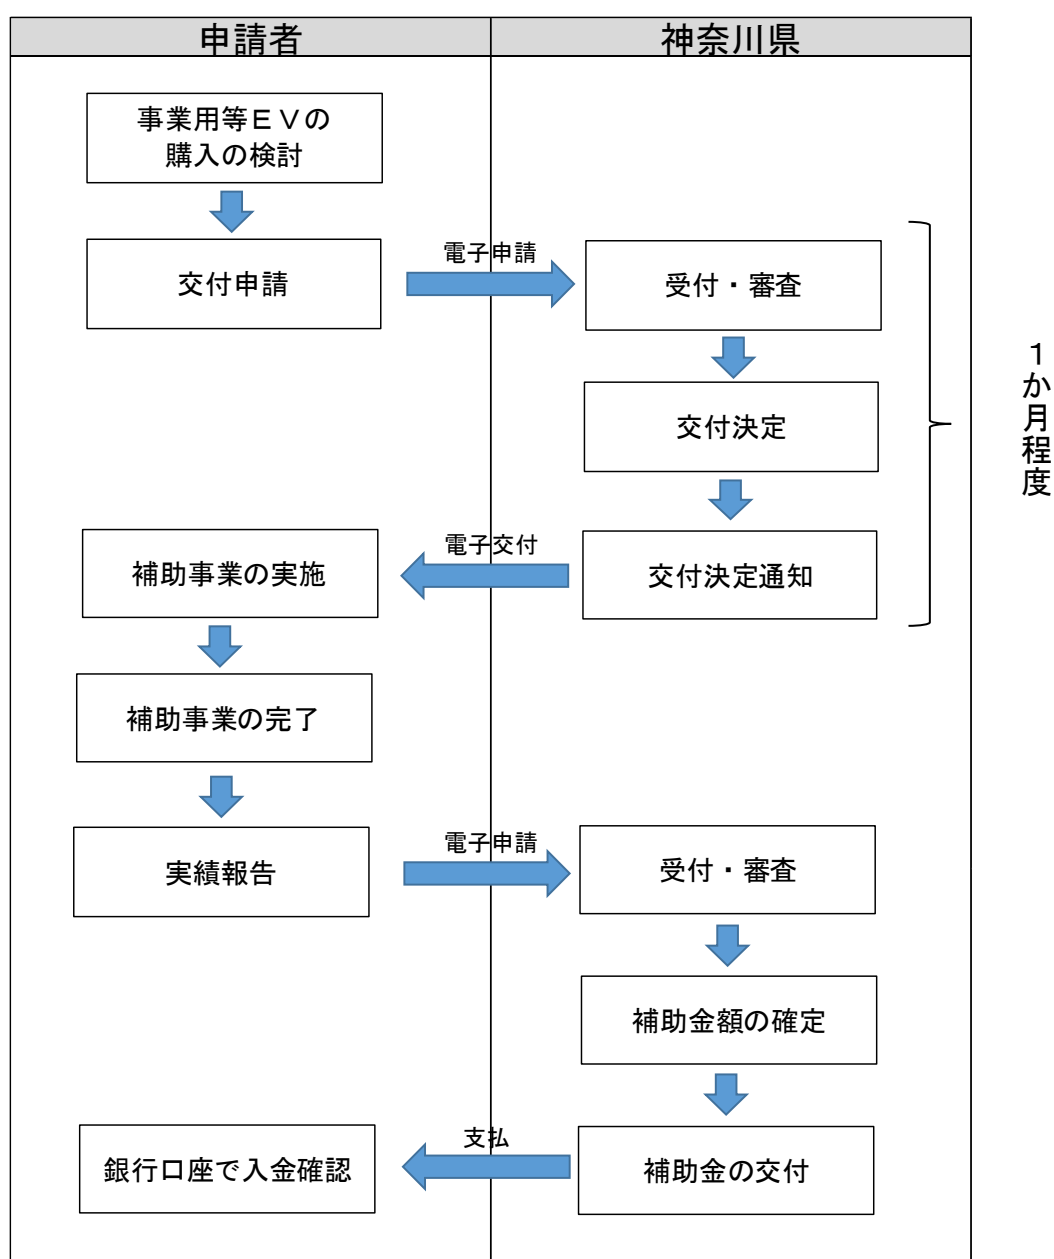 申請者
神奈川県
事業用等ＥＶの
購入の検討
交付申請
電子申請
受付・審査
交付決定
1か月程度
補助事業の実施
電子交付
交付決定通知
補助事業の完了
実績報告
電子申請
受付・審査
補助金額の確定
銀行口座で入金確認
支払
補助金の交付